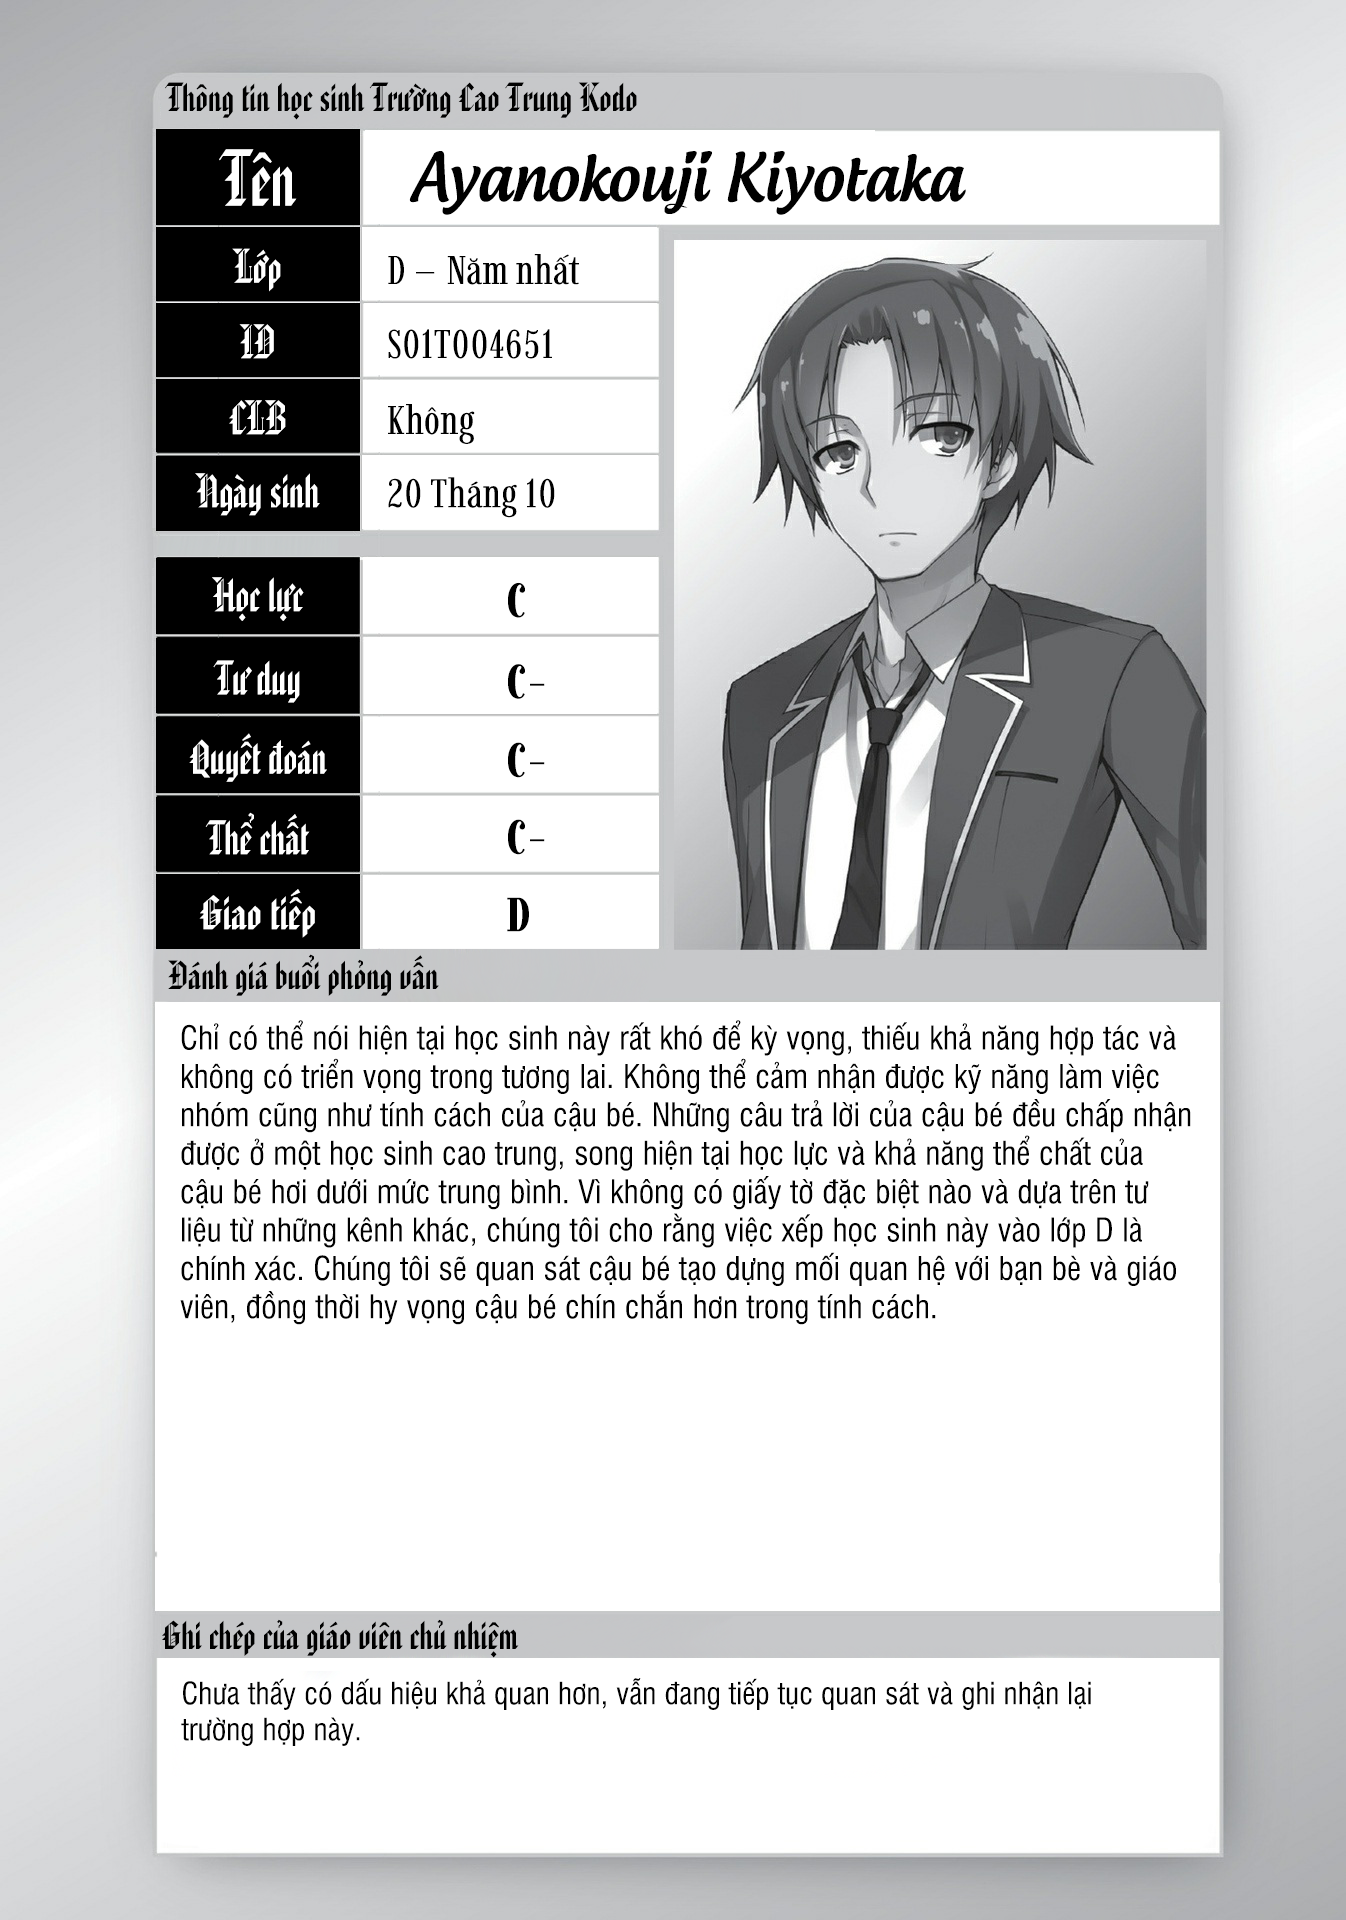 Thông tin học sinh Trường Cao Trung Kodo
Tên
Ayanokouji Kiyotaka
Lớp
D – Năm nhất
ID
S01T004651
CLB
Không
Ngày sinh
20 Tháng 10
Học lực
C
Tư duy
C-
Quyết đoán
C-
Thể chất
C-
Giao tiếp
D
Đánh giá buổi phỏng vấn
Chỉ có thể nói hiện tại học sinh này rất khó để kỳ vọng, thiếu khả năng hợp tác và
không có triển vọng trong tương lai. Không thể cảm nhận được kỹ năng làm việc
nhóm cũng như tính cách của cậu bé. Những câu trả lời của cậu bé đều chấp nhận
được ở một học sinh cao trung, song hiện tại học lực và khả năng thể chất của
cậu bé hơi dưới mức trung bình. Vì không có giấy tờ đặc biệt nào và dựa trên tư
liệu từ những kênh khác, chúng tôi cho rằng việc xếp học sinh này vào lớp D là
chính xác. Chúng tôi sẽ quan sát cậu bé tạo dựng mối quan hệ với bạn bè và giáo
viên, đồng thời hy vọng cậu bé chín chắn hơn trong tính cách.
Ghi chép của giáo viên chủ nhiệm
Chưa thấy có dấu hiệu khả quan hơn, vẫn đang tiếp tục quan sát và ghi nhận lại
trường hợp này.